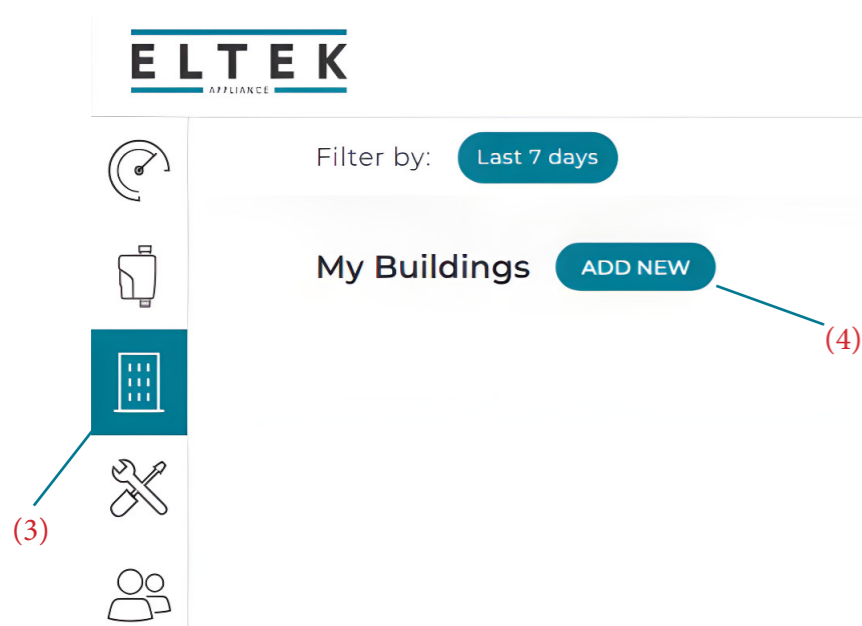 ELTEK
APPLIANCE
Filter by: Last 7 days
My Buildings ADD NEW
(4)
(3)